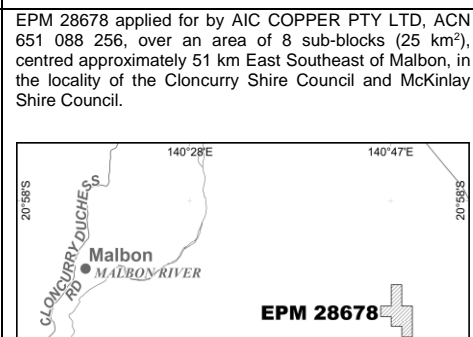 EPM 28678 applied for by AIC COPPER PTY LTD, ACN
651 088 256, over an area of 8 sub-blocks (25 km²),
centred approximately 51 km East Southeast of Malbon, in
the locality of the Cloncurry Shire Council and McKinlay
Shire Council.
140°28'E
140°47'E
20°58'S
20°58'S
CLONCURRY DUCHESS
RD
Malbon
MALBON RIVER
EPM 28678